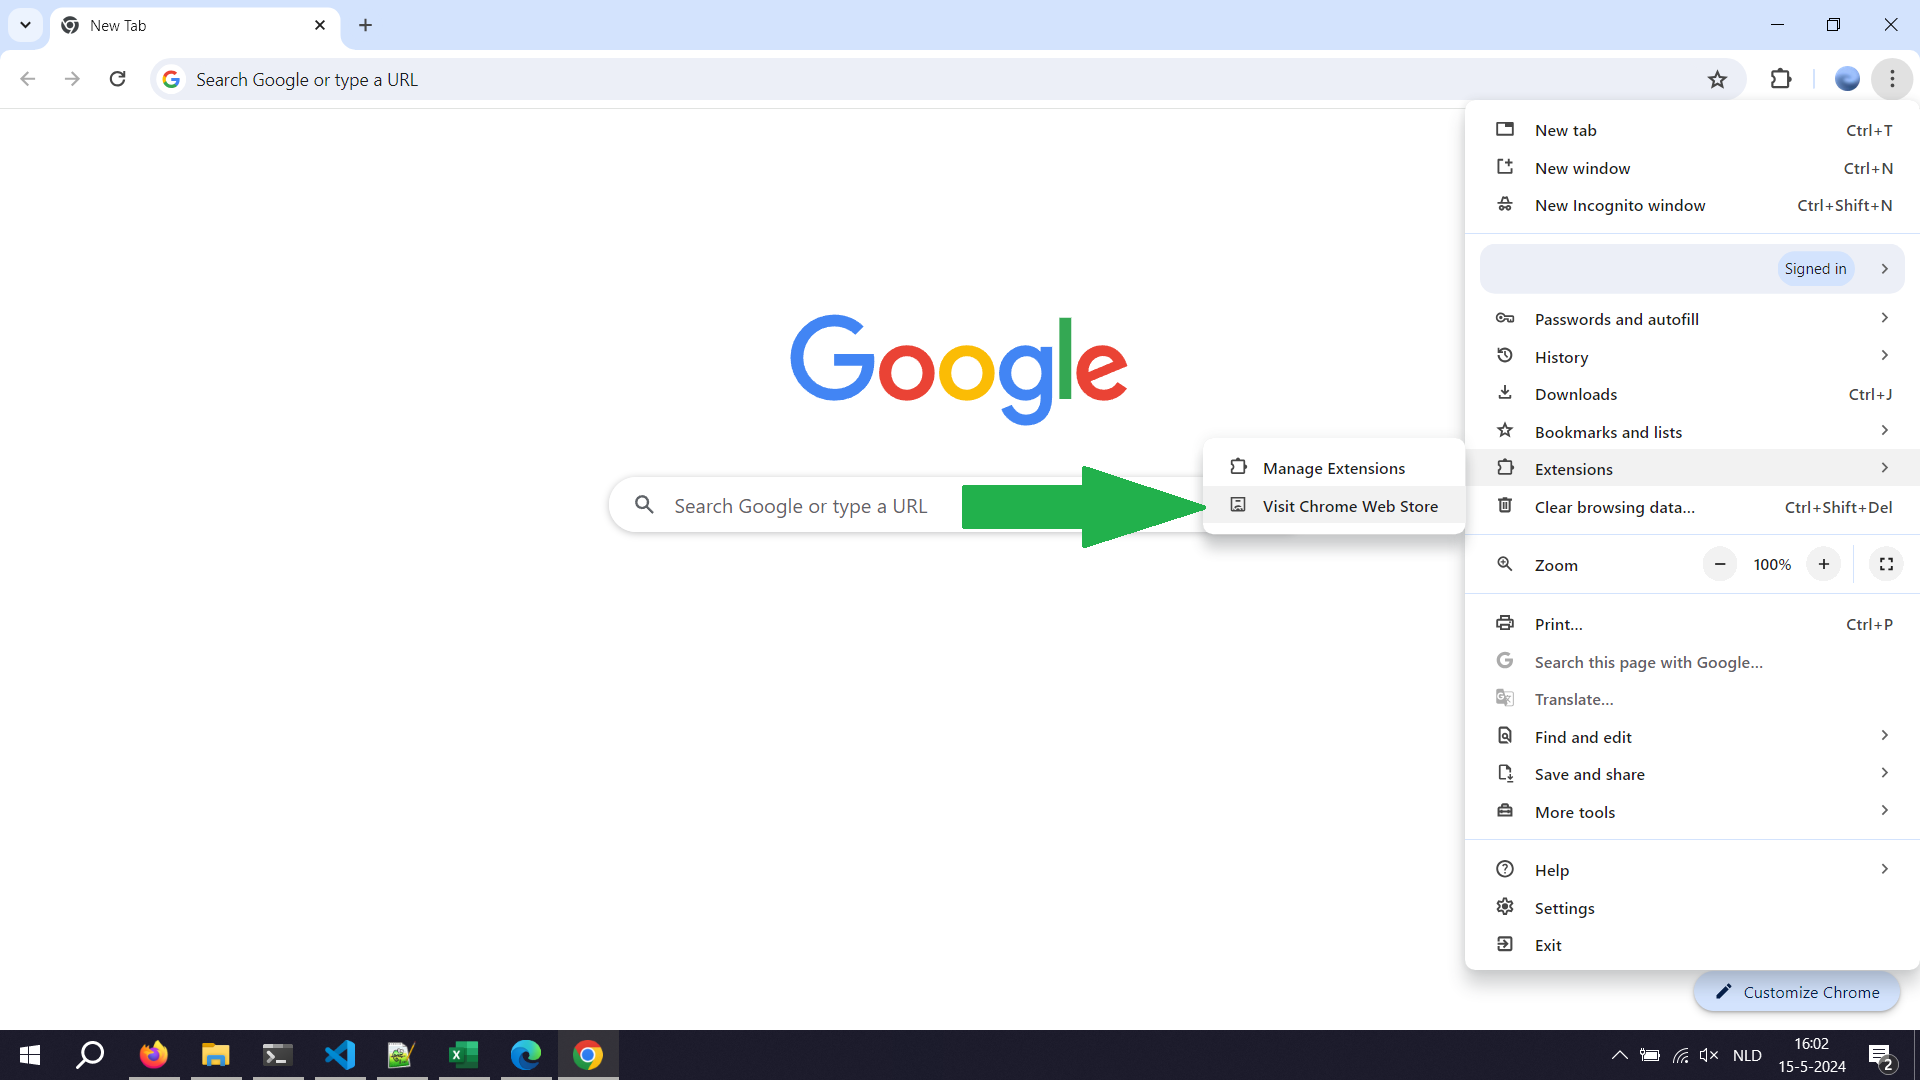 New Tab
Search Google or type a URL
New tab Ctrl+T
New window Ctrl+N
New Incognito window Ctrl+Shift+N
Signed in
Passwords and autofill
History
Downloads Ctrl+J
Bookmarks and lists
Extensions
Clear browsing data... Ctrl+Shift+Del
Zoom − 100% +
Print... Ctrl+P
Search this page with Google...
Translate...
Find and edit
Save and share
More tools
Help
Settings
Exit
Manage Extensions
Visit Chrome Web Store
Google
Search Google or type a URL
Customize Chrome
NLD
16:02
15-5-2024
2